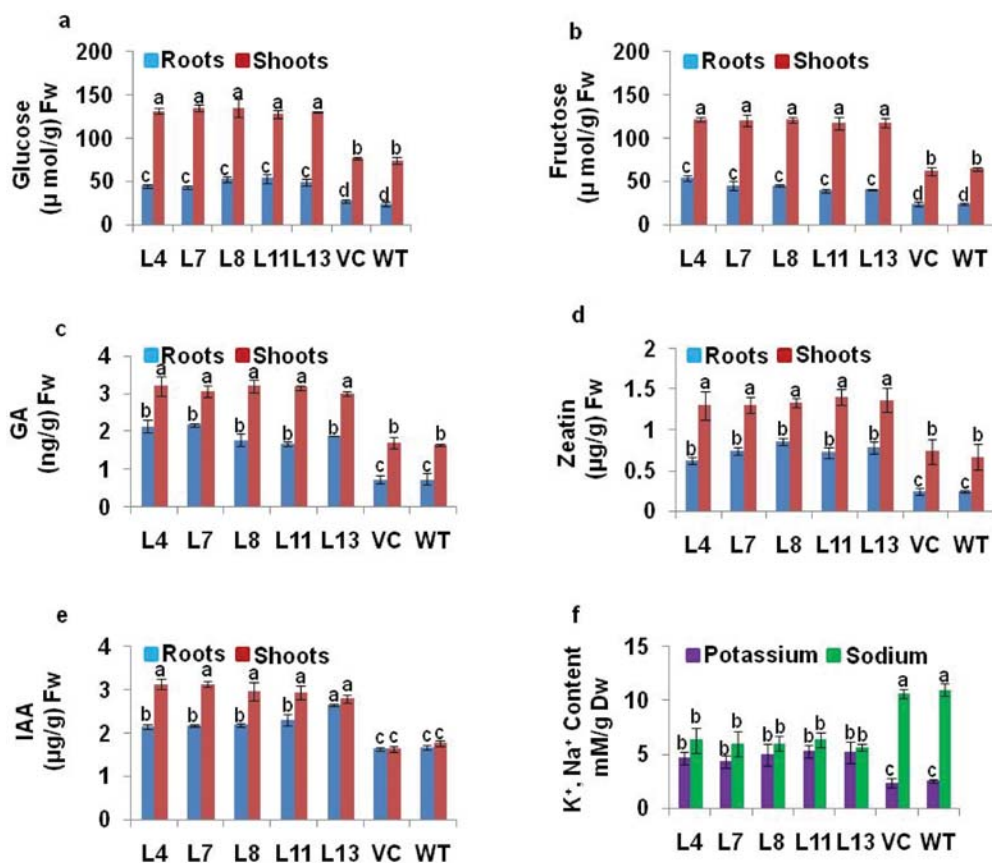 a
Glucose
(µ mol/g) Fw
200
150
100
50
0
Roots Shoots
a a a a a
c c c c c b b
d d
L4 L7 L8 L11 L13 VC WT
b
Fructose
(µ mol/g) Fw
200
150
100
50
0
Roots Shoots
a a a a a
c c c c c b b
d d
L4 L7 L8 L11 L13 VC WT
c
GA
(ng/g) Fw
4
3
2
1
0
Roots Shoots
a a a a a
b b b b b b b
c c
L4 L7 L8 L11 L13 VC WT
d
Zeatin
(µg/g) Fw
2
1.5
1
0.5
0
Roots Shoots
a a a a a
b b b b b b b
c c
L4 L7 L8 L11 L13 VC WT
e
IAA
(µg/g) Fw
4
3
2
1
0
Roots Shoots
a a a a a a
b b b b c c c c
L4 L7 L8 L11 L13 VC WT
f
K⁺, Na⁺ Content
mM/g Dw
15
10
5
0
Potassium Sodium
a a
b b b b b b b b b b
c c
L4 L7 L8 L11 L13 VC WT